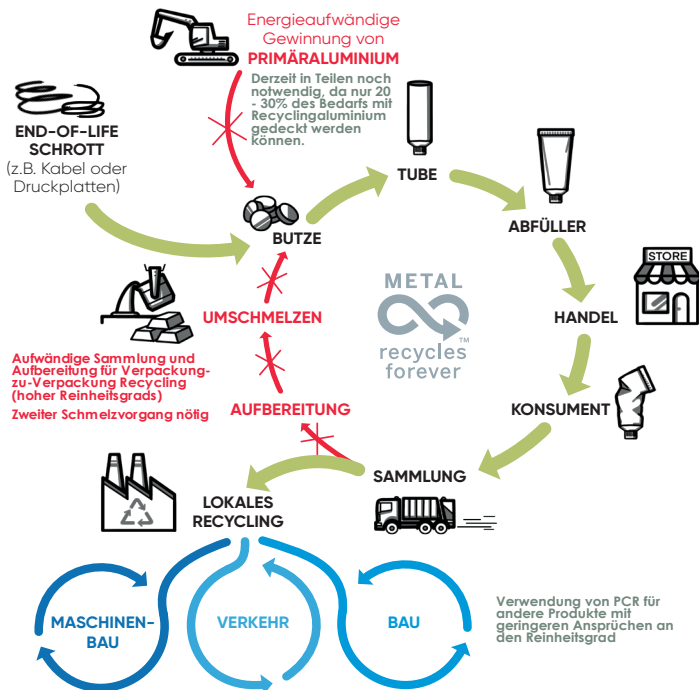 Energieaufwändige
Gewinnung von
PRIMÄRALUMINIUM
Derzeit in Teilen noch
notwendig, da nur 20
- 30% des Bedarfs mit
Recyclingaluminium
gedeckt werden
können.
END-OF-LIFE
SCHROTT
(z.B. Kabel oder
Druckplatten)
TUBE
ABFÜLLER
BUTZE
STORE
HANDEL
METAL
TM
recycles
forever
UMSCHMELZEN
Aufwändige Sammlung und
Aufbereitung für Verpackung-
zu-Verpackung Recycling
(hoher Reinheitsgrads)
Zweiter Schmelzvorgang nötig
AUFBEREITUNG
KONSUMENT
SAMMLUNG
LOKALES
RECYCLING
MASCHINEN-
BAU
VERKEHR
BAU
Verwendung von PCR für
andere Produkte mit
geringeren Ansprüchen an
den Reinheitsgrad